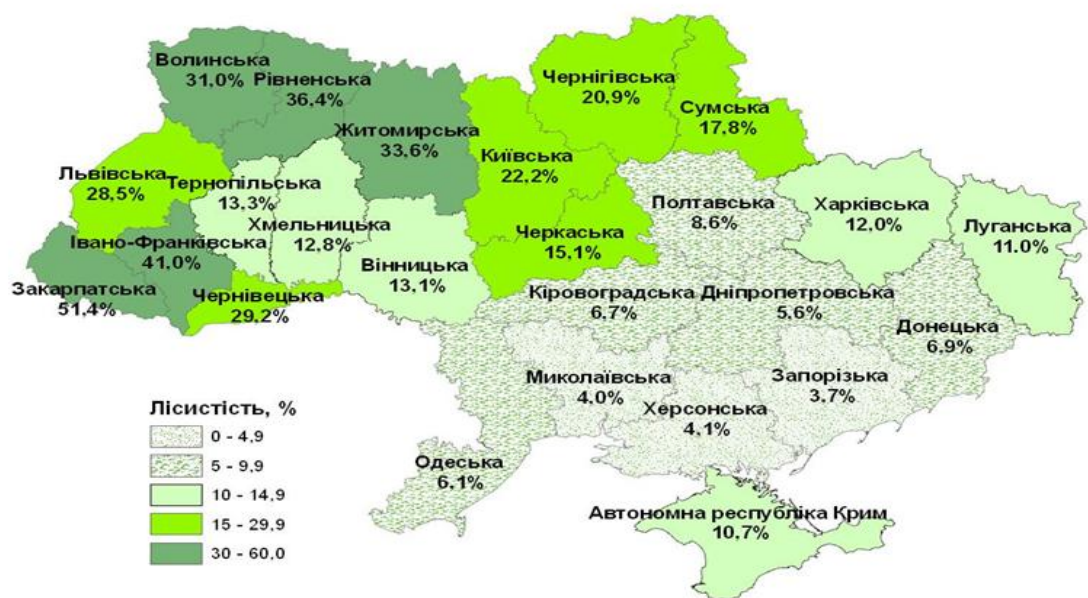 Волинська
31,0%
Рівненська
36,4%
Житомирська
33,6%
Чернігівська
20,9%
Сумська
17,8%
Київська
22,2%
Львівська
28,5%
Тернопільська
13,3%
Хмельницька
12,8%
Вінницька
13,1%
Черкаська
15,1%
Полтавська
8,6%
Харківська
12,0%
Луганська
11.0%
Івано-Франківська
41,0%
Закарпатська
51,4%
Чернівецька
29,2%
Кіровоградська
6,7%
Дніпропетровська
5,6%
Донецька
6,9%
Миколаївська
4,0%
Херсонська
4,1%
Запорізька
3.7%
Одеська
6,1%
Автономна республіка Крим
10,7%
Лісистість, %
0 - 4,9
5 - 9,9
10 - 14,9
15 - 29,9
30 - 60,0